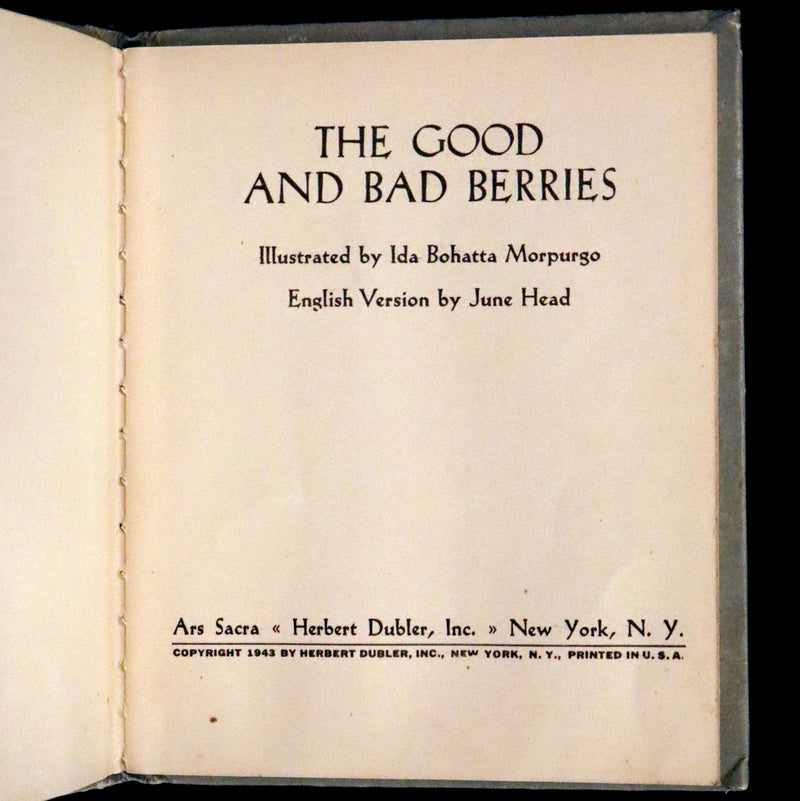 THE GOOD
AND BAD BERRIES
Illustrated by Ida Bohatta Morpurgo
English Version by June Head
Ars Sacra « Herbert Dubler, Inc. » New York, N. Y.
COPYRIGHT 1943 BY HERBERT DUBLER, INC., NEW YORK, N. Y., PRINTED IN U. S. A.